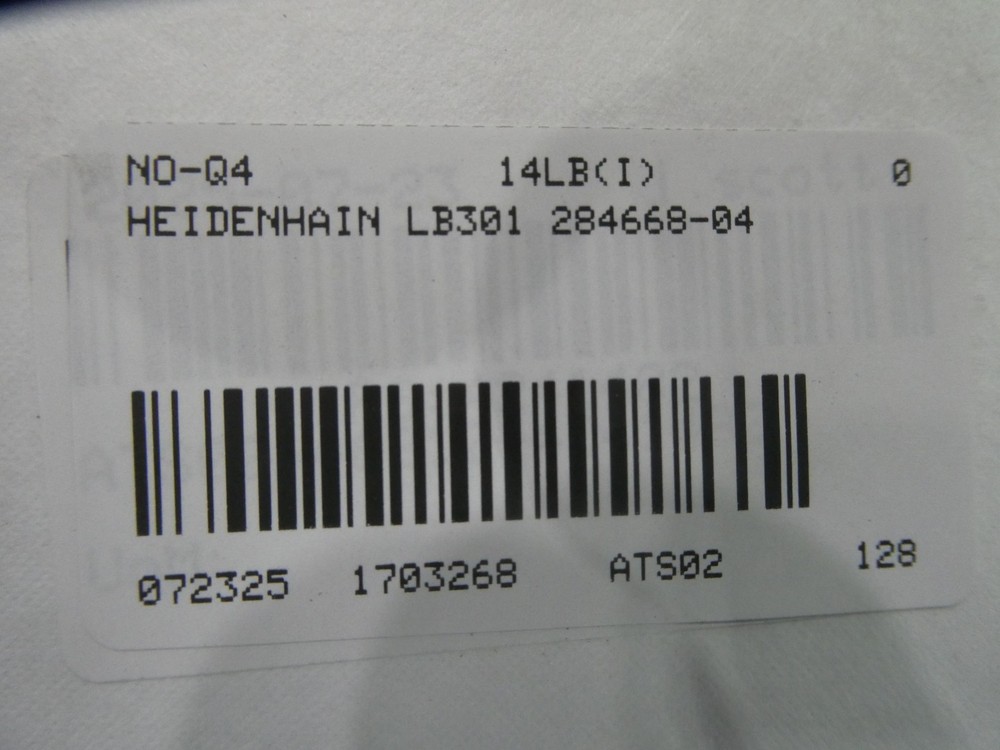 NO-Q4 14LB(I) 0
HEIDENHAIN LB301 284668-04
072325 1703268 ATS02 128